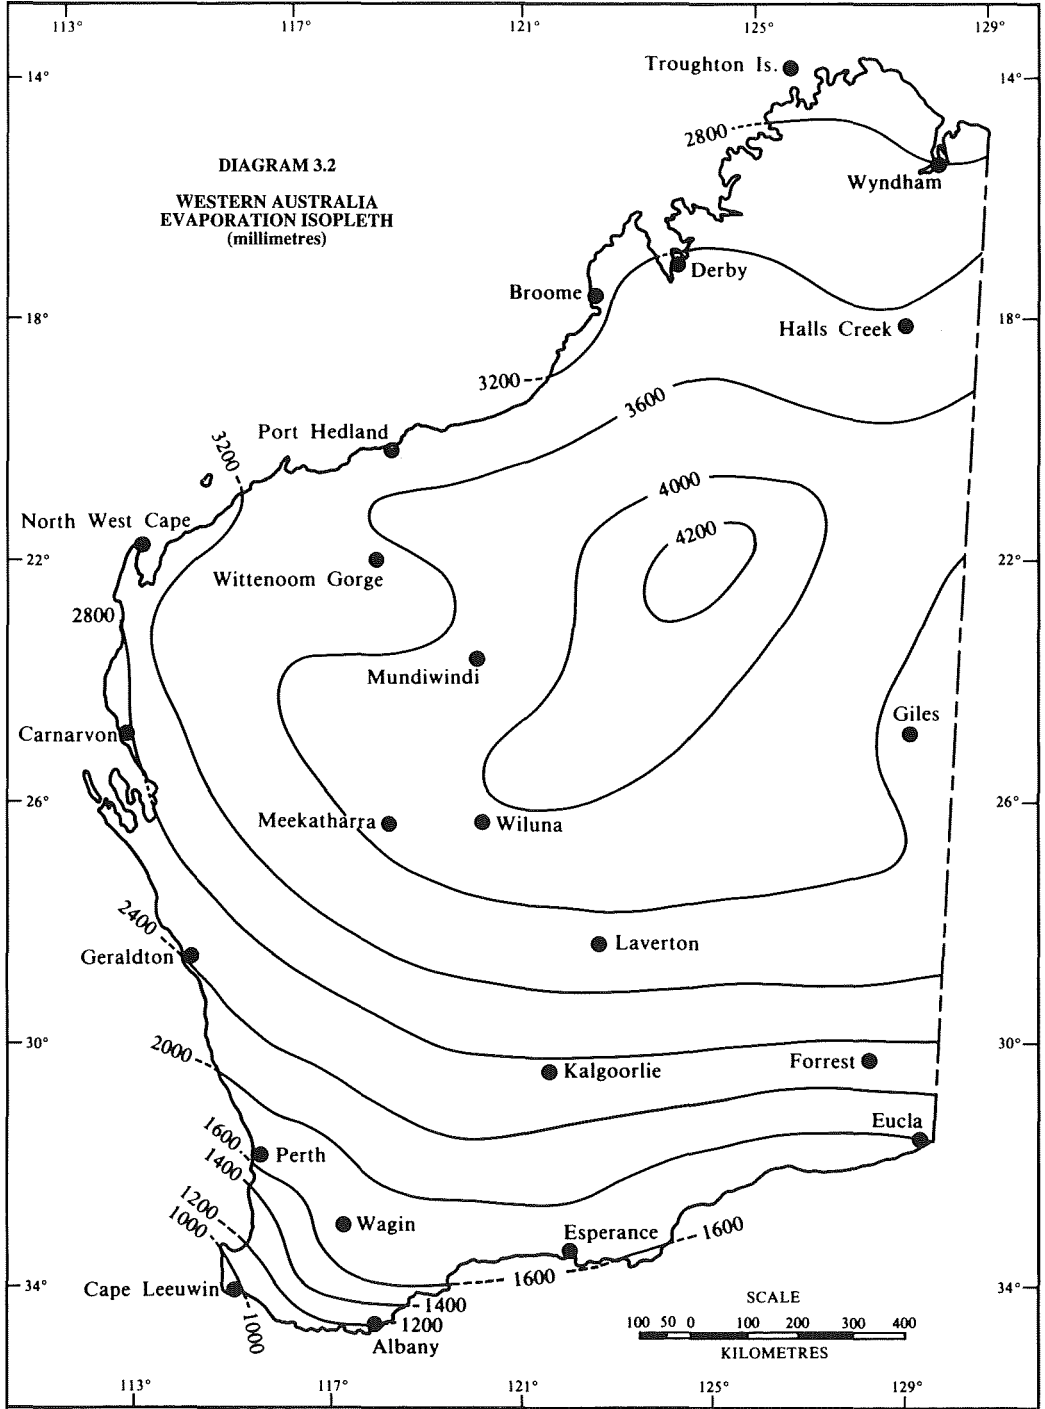 113°
117°
121°
125°
129°
Troughton Is.
14°
14°
2800
DIAGRAM 3.2
WESTERN AUSTRALIA
EVAPORATION ISOPLETH
(millimetres)
Wyndham
Derby
Broome
18°
18°
Halls Creek
3200
3600
Port Hedland
3200
4000
North West Cape
4200
22°
22°
Wittenoom Gorge
2800
Mundiwindi
Giles
Carnarvon
26°
26°
Meekatharra
Wiluna
2400
Laverton
Geraldton
30°
30°
2000
Forrest
Kalgoorlie
Eucla
1600
Perth
1400
1200
Wagin
1000
Esperance
1600
1600
34°
34°
Cape Leeuwin
SCALE
1400
1000
1200
100 50 0 100 200 300 400
Albany
KILOMETRES
113°
117°
121°
125°
129°